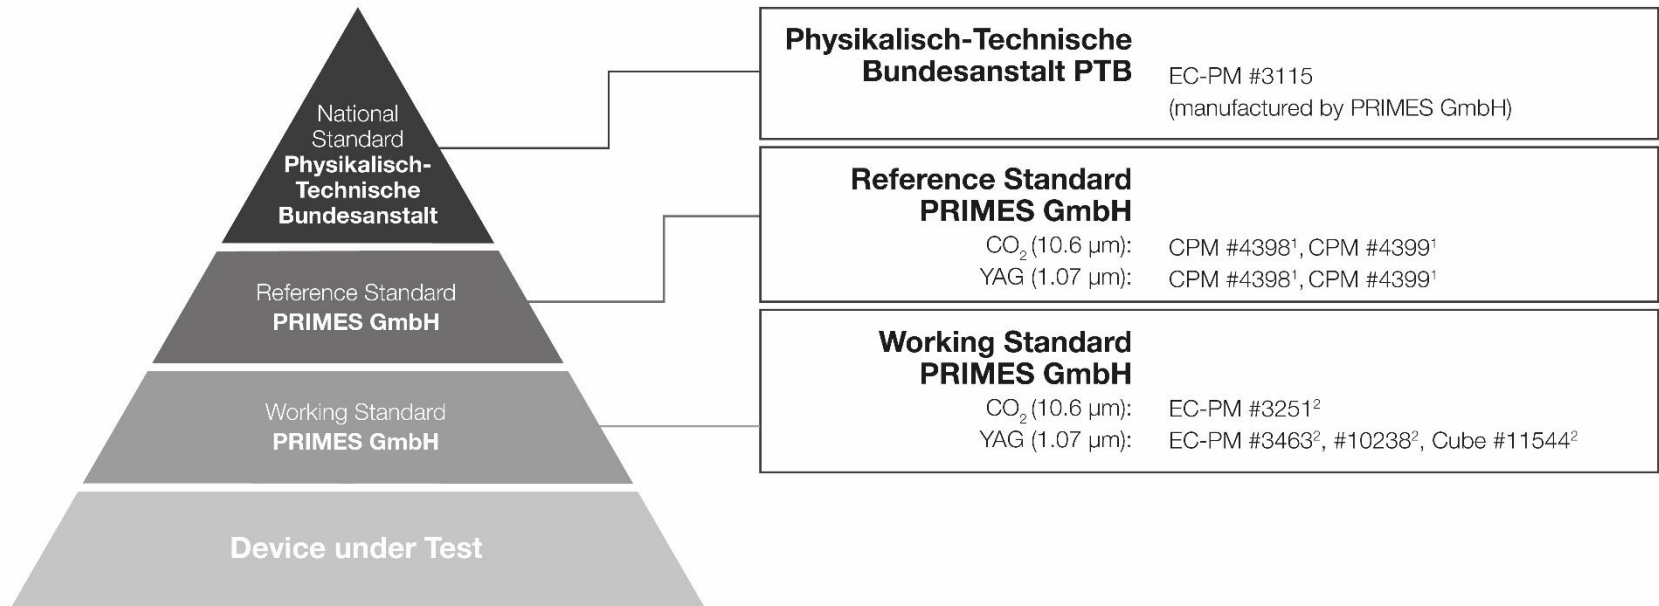 National
Standard
Physikalisch-
Technische
Bundesanstalt
Reference Standard
PRIMES GmbH
Working Standard
PRIMES GmbH
Device under Test
Physikalisch-Technische
Bundesanstalt PTB
EC-PM #3115
(manufactured by PRIMES GmbH)
Reference Standard
PRIMES GmbH
CO₂ (10.6 µm): CPM #4398¹, CPM #4399¹
YAG (1.07 µm): CPM #4398¹, CPM #4399¹
Working Standard
PRIMES GmbH
CO₂ (10.6 µm): EC-PM #3251²
YAG (1.07 µm): EC-PM #3463², #10238², Cube #11544²